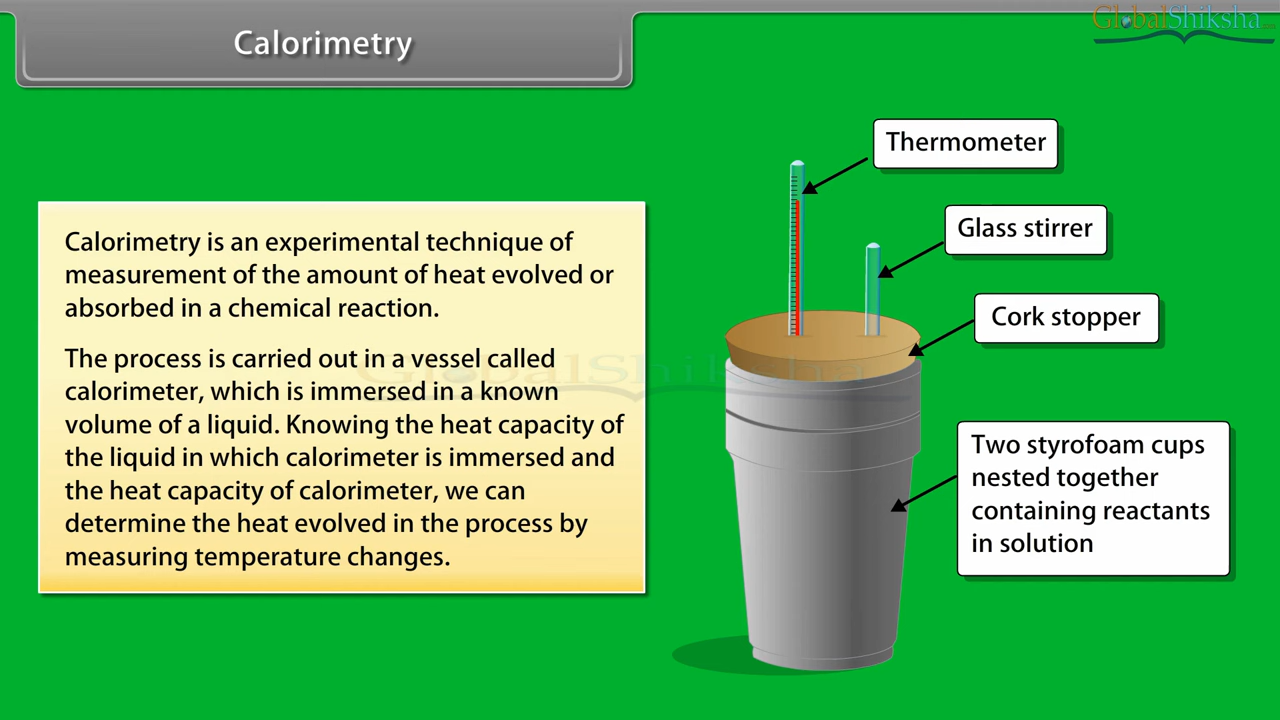 Calorimetry
GlobalShiksha
Thermometer
Glass stirrer
Cork stopper
Two styrofoam cups
nested together
containing reactants
in solution
Calorimetry is an experimental technique of
measurement of the amount of heat evolved or
absorbed in a chemical reaction.
The process is carried out in a vessel called
calorimeter, which is immersed in a known
volume of a liquid. Knowing the heat capacity of
the liquid in which calorimeter is immersed and
the heat capacity of calorimeter, we can
determine the heat evolved in the process by
measuring temperature changes.
GlobalShiksha